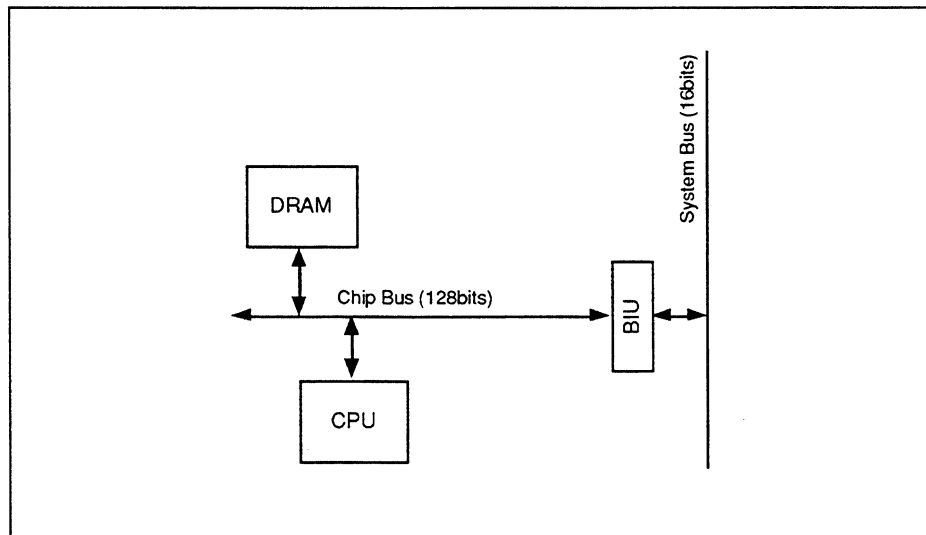 System Bus (16bits)
DRAM
Chip Bus (128bits)
BIU
CPU